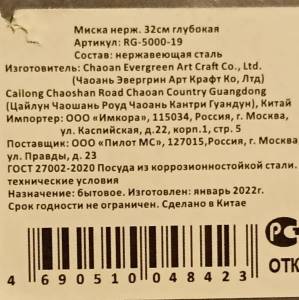 Миска нерж. 32см глубокая
Артикул: RG-5000-19
Состав: нержавеющая сталь
Изготовитель: Chaoan Evergreen Art Craft Co., Ltd.
(Чаоань Эвергрин Арт Крафт Ко, Лтд)
Cailong Chaoshan Road Chaoan Country Guangdong
(Цайлун Чаошань Роуд Чаоань Кантри Гуандун), Китай
Импортер: ООО «Имкора», 115034, Россия, г. Москва
ул. Каспийская, д.22, корп.1, стр. 5
Поставщик: ООО «Пилот МС», 127015,Россия, г. Москва
ул. Правды, д. 23
ГОСТ 27002-2020 Посуда из коррозионностойкой стали.
технические условия
Назначение: бытовое. Изготовлен: январь 2022г.
Срок годности не ограничен. Сделано в Китае
РС
ОТК
4 690510 048423